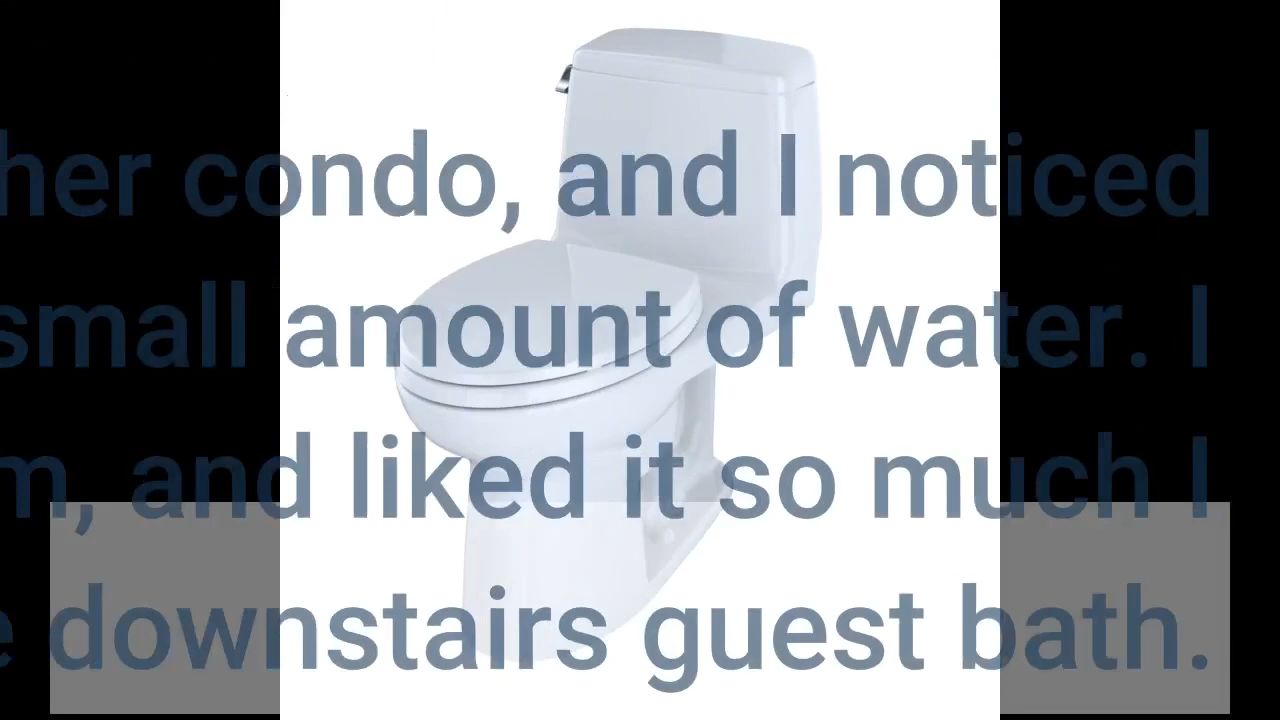 her condo, and I noticed
small amount of water. I
m, and liked it so much I
e downstairs guest bath.